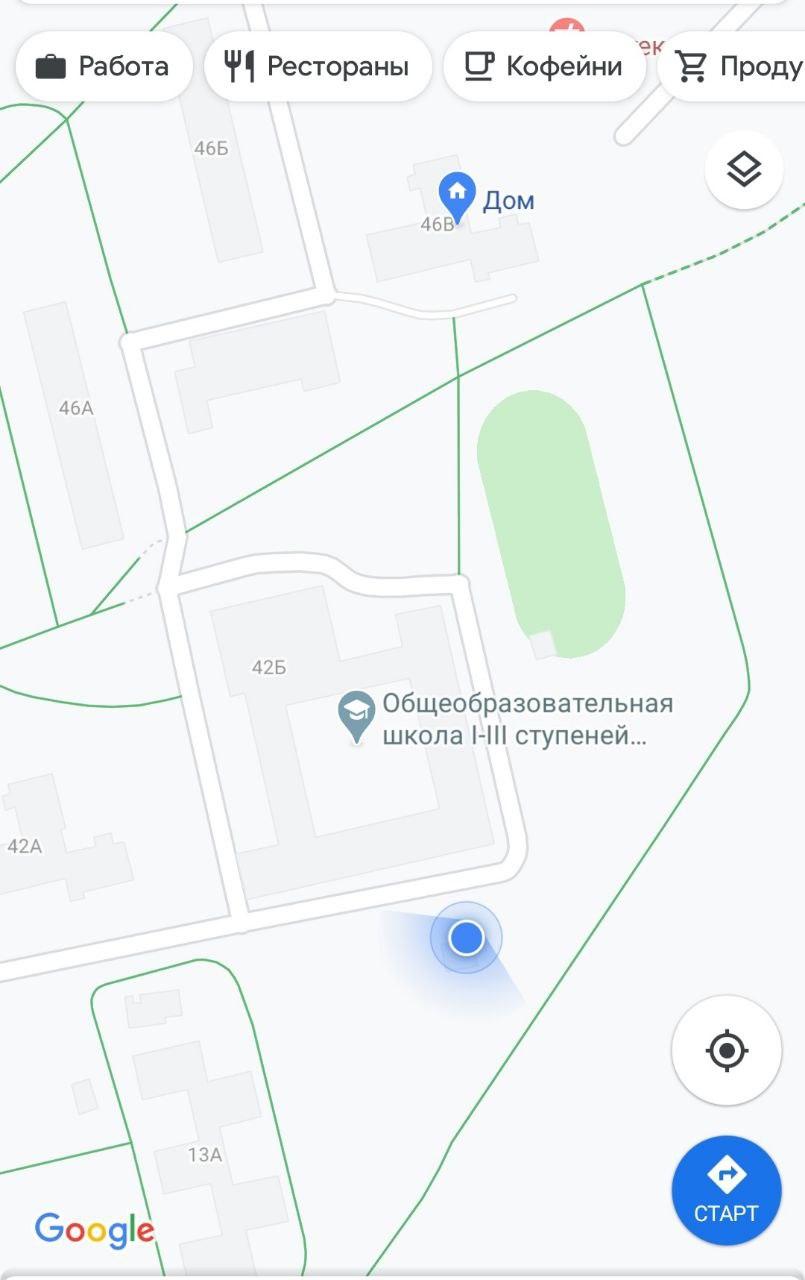 Работа
Рестораны
Кофейни
Проду
46Б
Дом
46В
46А
42Б
Общеобразовательная
школа I-III ступеней...
42А
13А
Google
СТАРТ